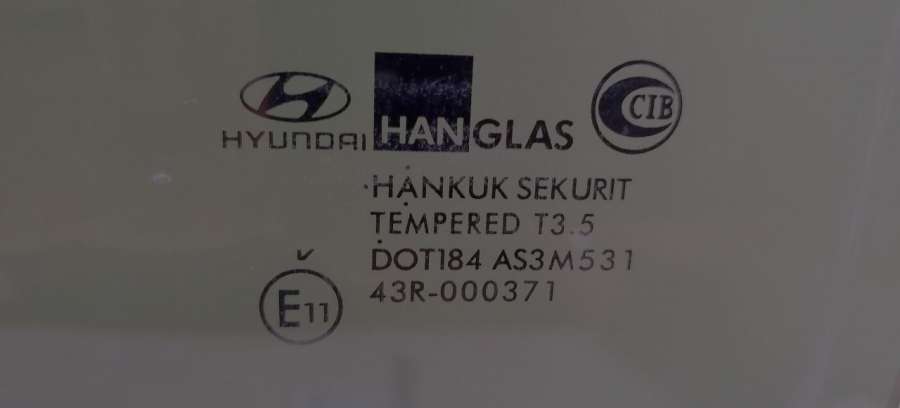 HYUNDAI HANGLAS CIB
HANKUK SEKURIT
TEMPERED T3.5
DOT184 AS3M531
43R-000371
E11